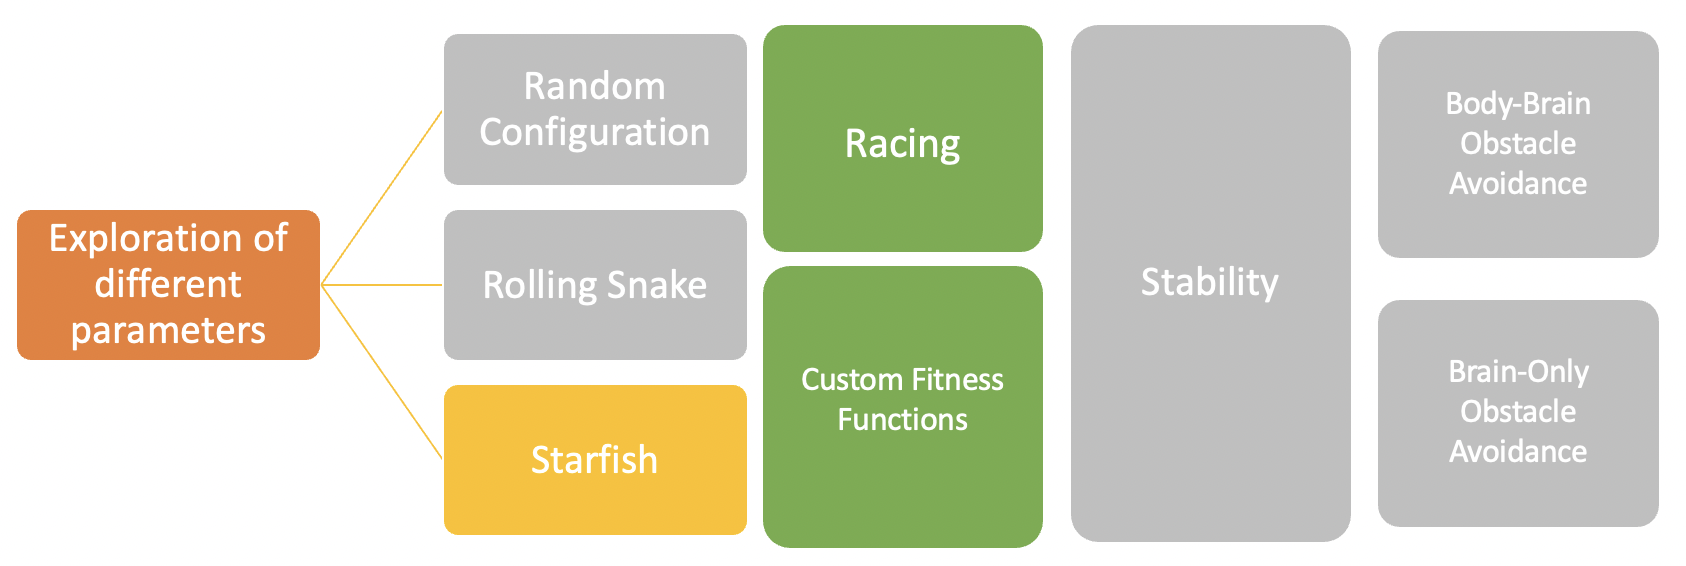 Exploration of
different
parameters
Random
Configuration
Rolling Snake
Starfish
Racing
Custom Fitness
Functions
Stability
Body-Brain
Obstacle
Avoidance
Brain-Only
Obstacle
Avoidance